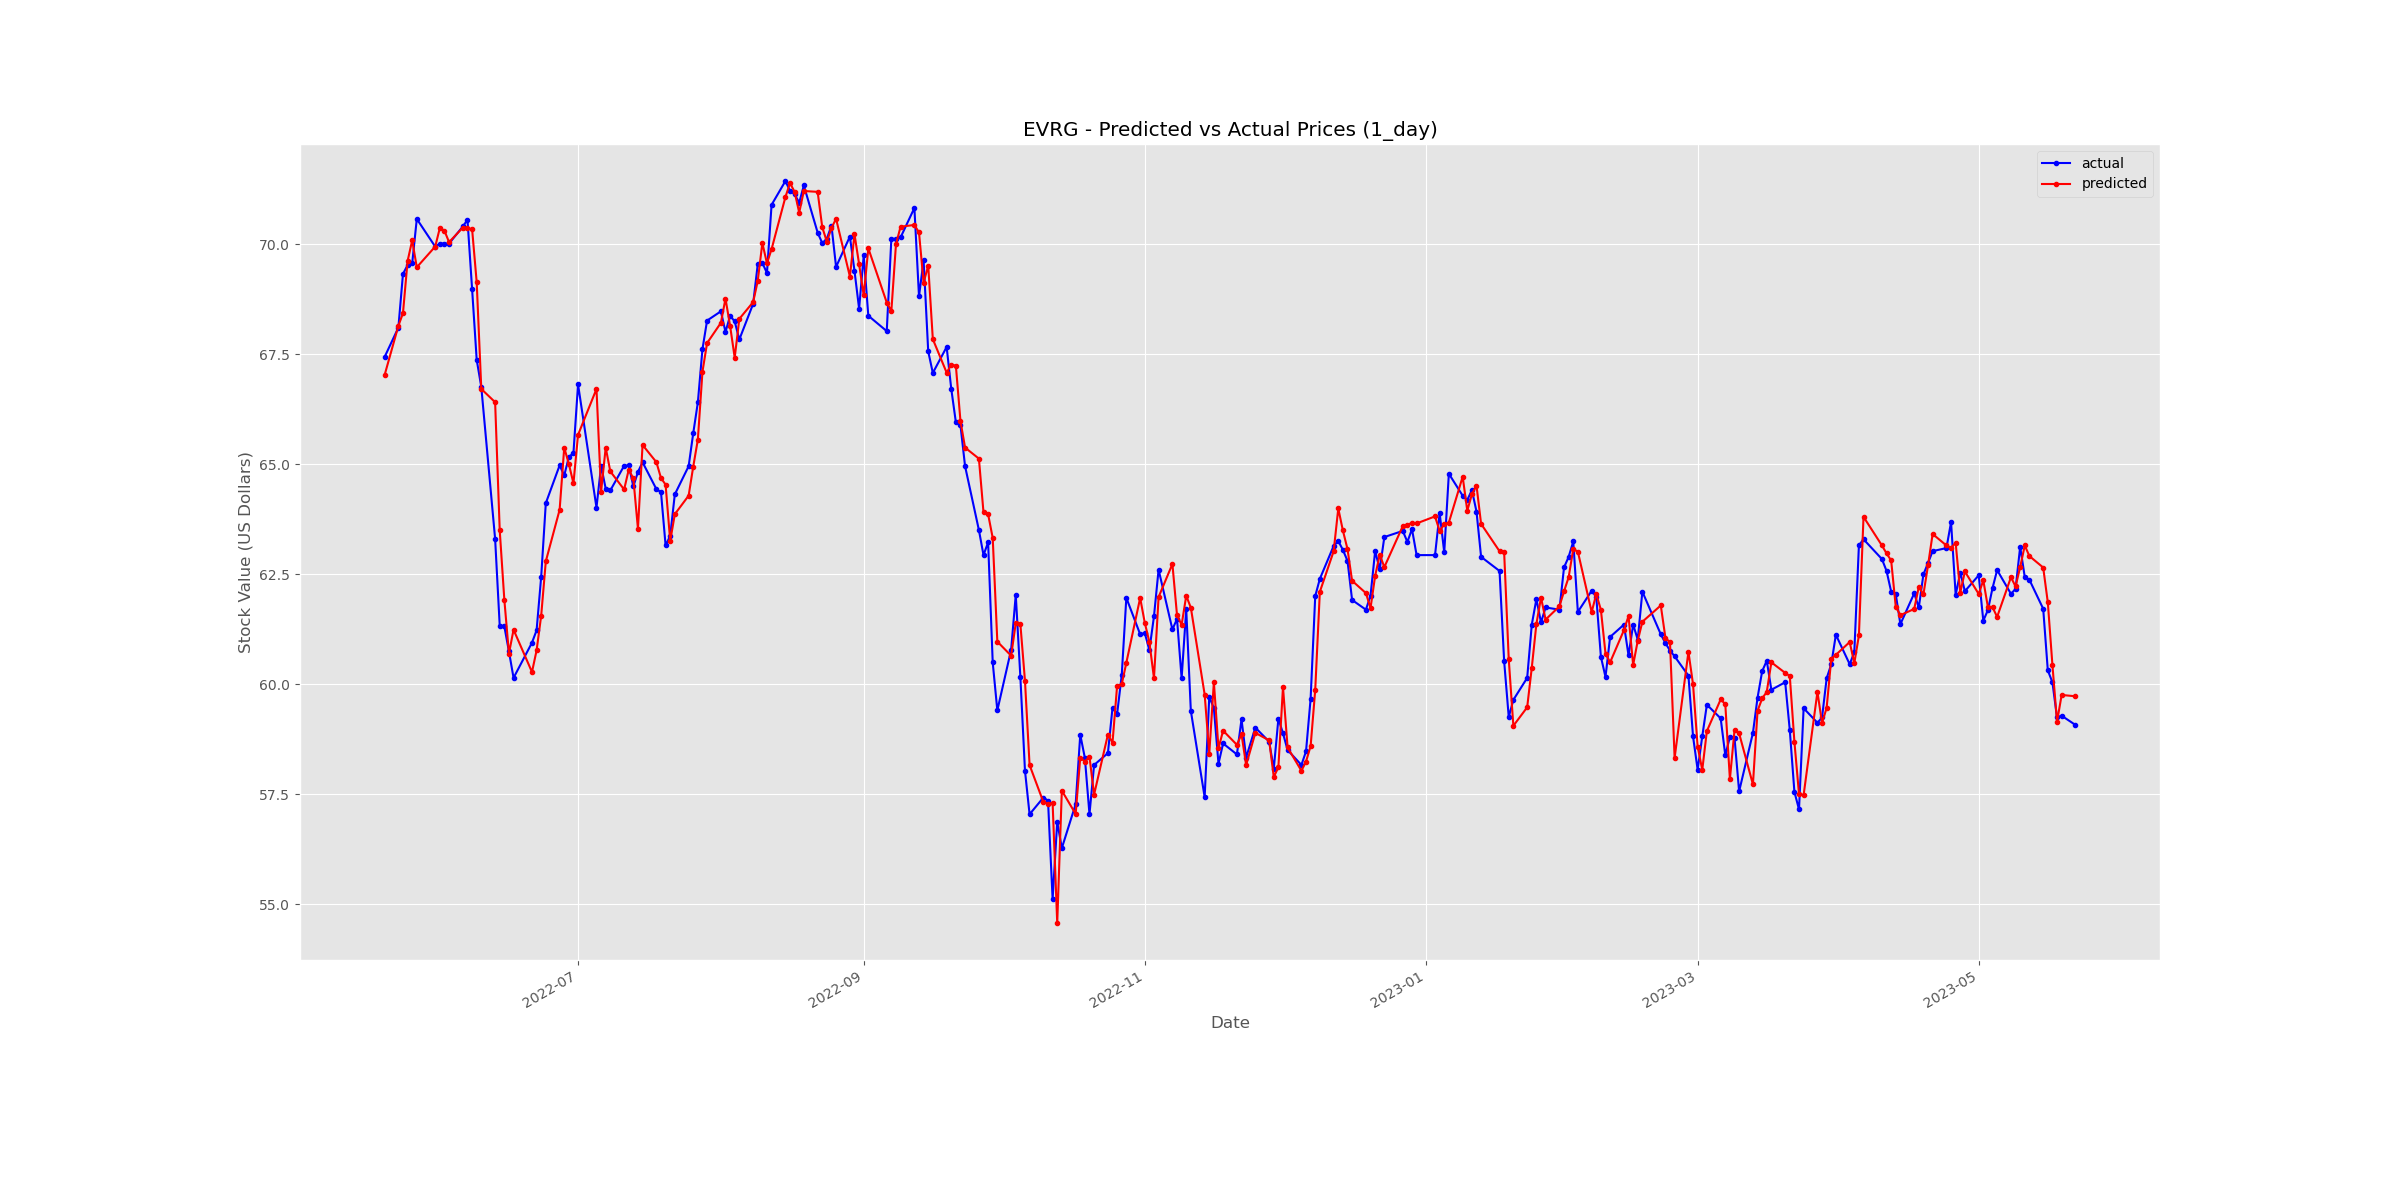 EVRG - Predicted vs Actual Prices (1_day)
actual
predicted
Stock Value (US Dollars)
70.0
67.5
65.0
62.5
60.0
57.5
55.0
2022-07
2022-09
2022-11
2023-01
2023-03
2023-05
Date